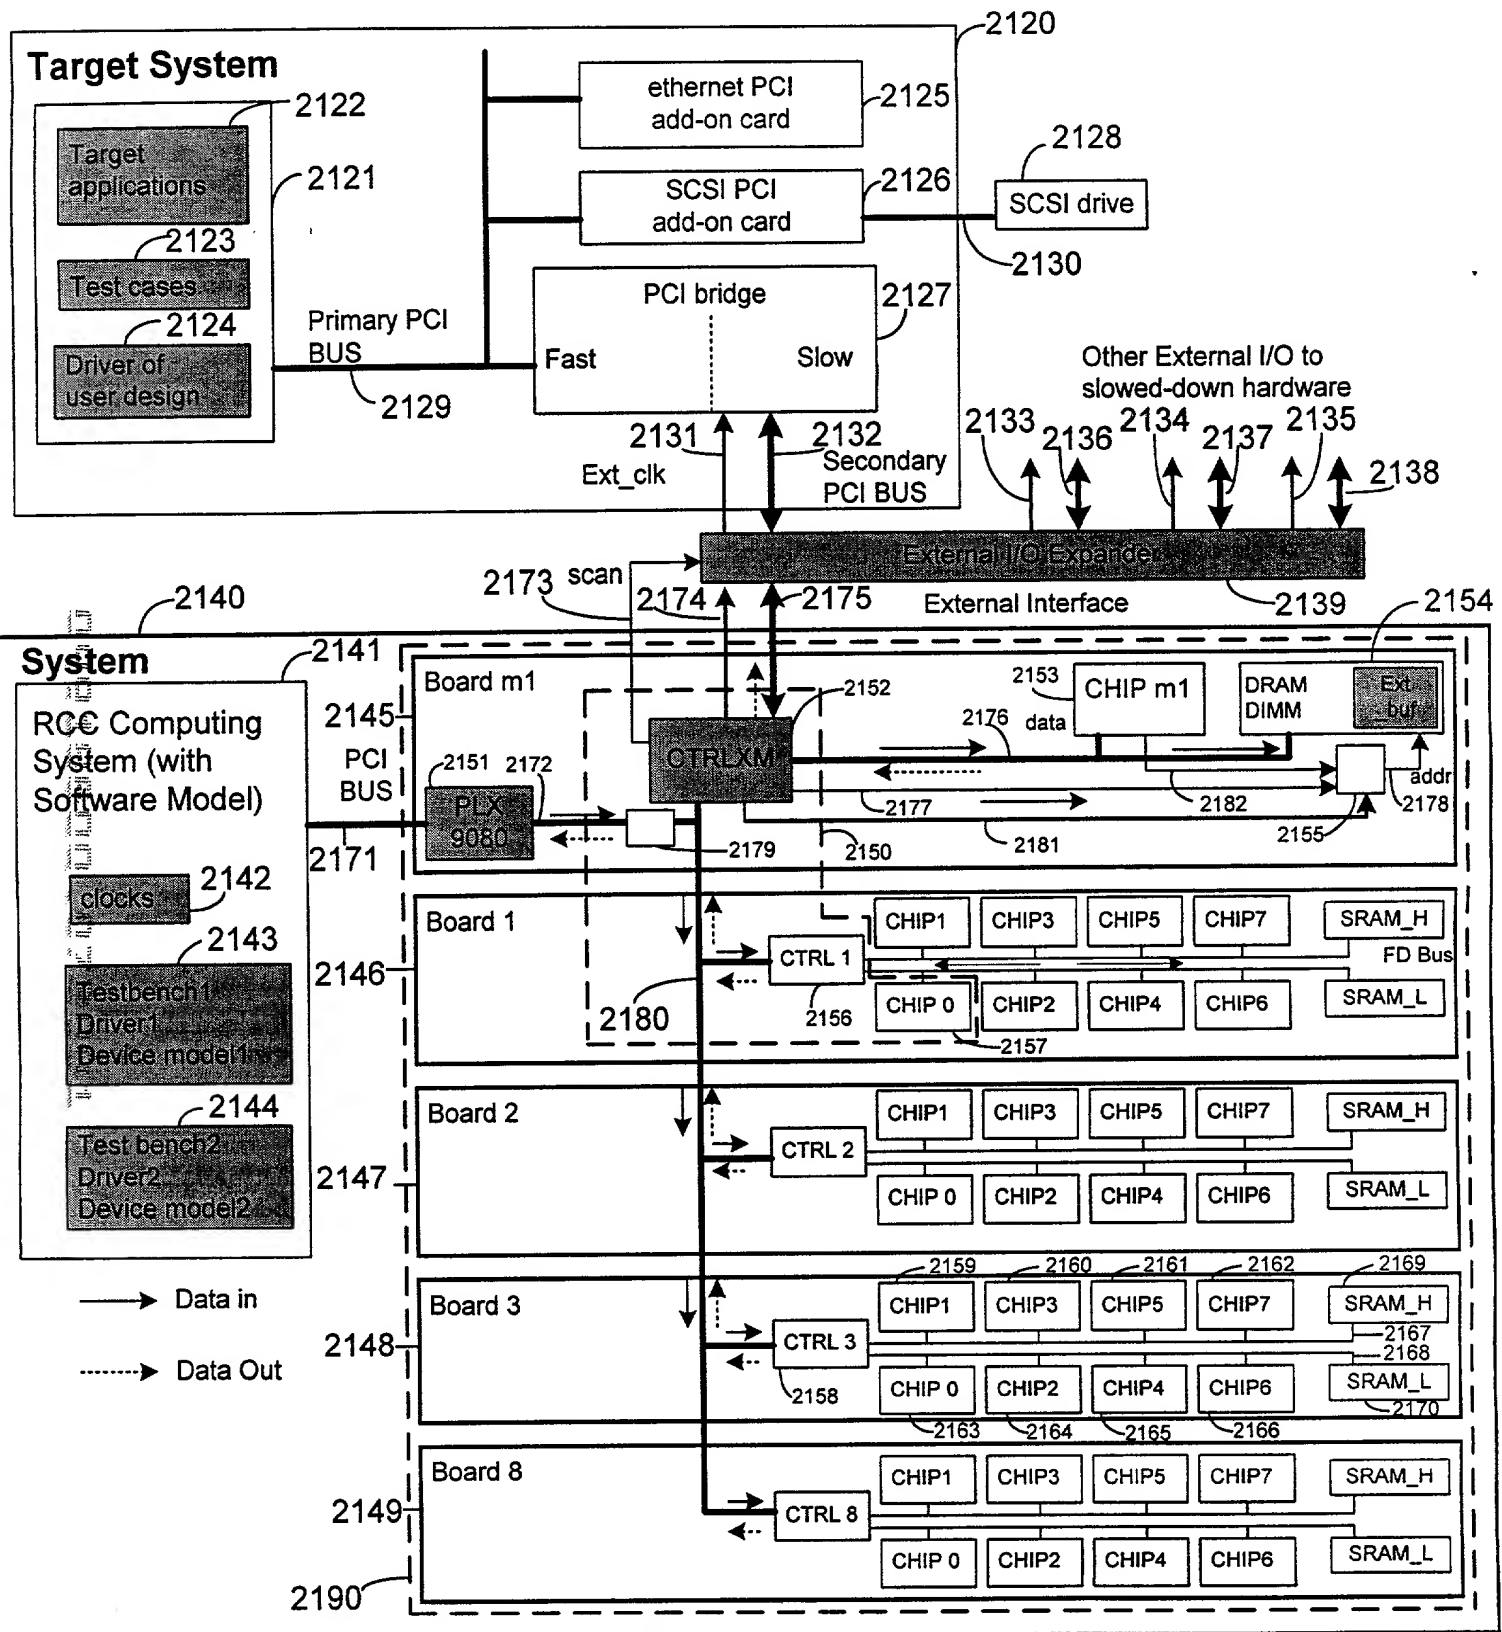 2120
Target System
2122
Target
applications
2121
2123
Test cases
2124
Driver of
user design
Primary PCI
BUS
2129
ethernet PCI
add-on card
2125
SCSI PCI
add-on card
2126
2128
SCSI drive
2130
PCI bridge
2127
Fast
Slow
2131
Ext_clk
2132
Secondary
PCI BUS
Other External I/O to
slowed-down hardware
2133
2136
2134
2137
2135
2138
External I/O Expander
2173
scan
2174
2175
External Interface
2139
2154
2140
System
2141
RCC Computing
System (with
Software Model)
2142
clocks
2143
Testbench1
Driver1
Device model1
2144
Test bench2
Driver2
Device model2
Data in
Data Out
2145
PCI
BUS
2171
Board m1
2151
PLX
9080
2172
2179
CTRLXM
2152
2150
2176
data
2153
CHIP m1
DRAM
DIMM
Ext
_buf
addr
2177
2182
2178
2155
2181
2146
Board 1
2180
CTRL 1
2156
CHIP1
CHIP3
CHIP5
CHIP7
SRAM_H
FD Bus
CHIP 0
CHIP2
CHIP4
CHIP6
SRAM_L
2157
2147
Board 2
CTRL 2
CHIP1
CHIP3
CHIP5
CHIP7
SRAM_H
CHIP 0
CHIP2
CHIP4
CHIP6
SRAM_L
2148
Board 3
CTRL 3
2158
2159
2160
2161
2162
2169
CHIP1
CHIP3
CHIP5
CHIP7
SRAM_H
2167
2168
CHIP 0
CHIP2
CHIP4
CHIP6
SRAM_L
2170
2163
2164
2165
2166
2149
Board 8
CTRL 8
CHIP1
CHIP3
CHIP5
CHIP7
SRAM_H
CHIP 0
CHIP2
CHIP4
CHIP6
SRAM_L
2190